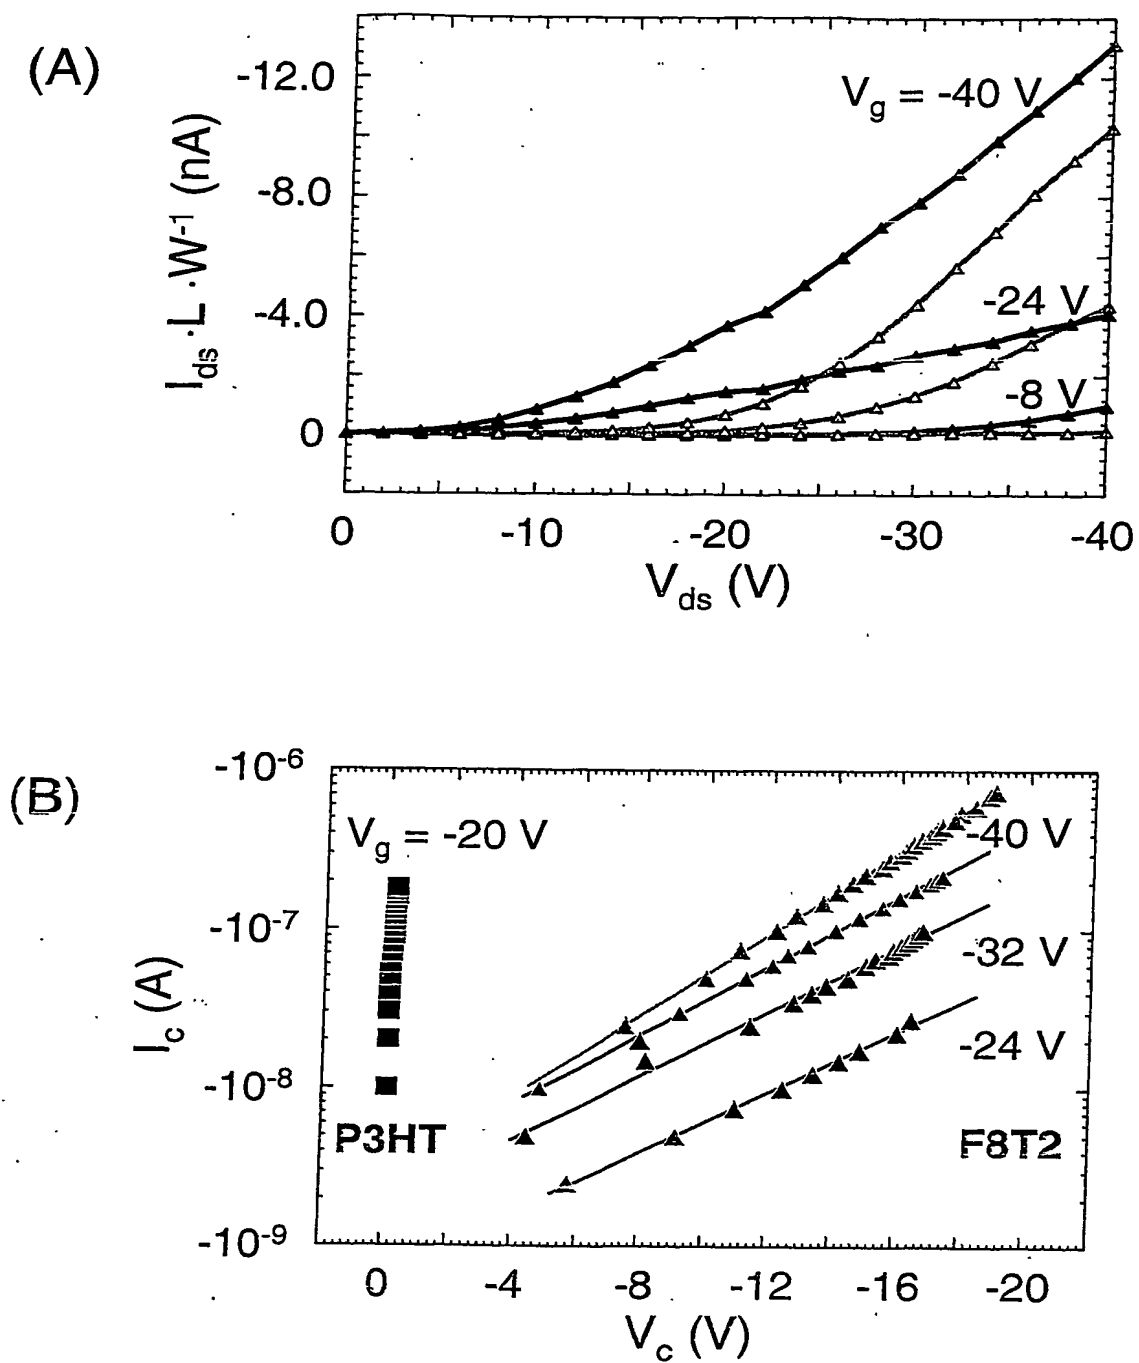 (A)
-12.0
-8.0
-4.0
0
I_ds · L · W^-1 (nA)
V_g = -40 V
-24 V
-8 V
0 -10 -20 -30 -40
V_ds (V)
(B)
-10^-6
-10^-7
-10^-8
-10^-9
I_c (A)
V_g = -20 V
-40 V
-32 V
-24 V
P3HT F8T2
0 -4 -8 -12 -16 -20
V_c (V)